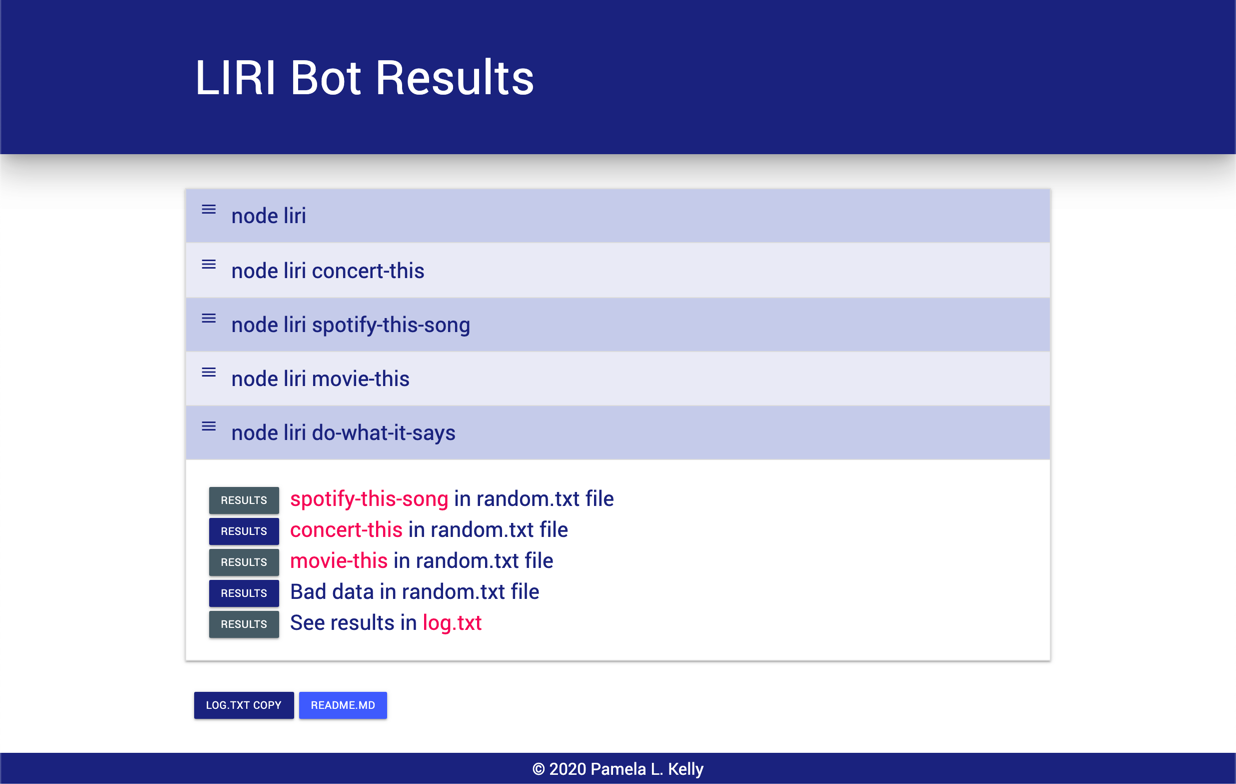 LIRI Bot Results
node liri
node liri concert-this
node liri spotify-this-song
node liri movie-this
node liri do-what-it-says
RESULTS spotify-this-song in random.txt file
RESULTS concert-this in random.txt file
RESULTS movie-this in random.txt file
RESULTS Bad data in random.txt file
RESULTS See results in log.txt
LOG.TXT COPY README.MD
© 2020 Pamela L. Kelly